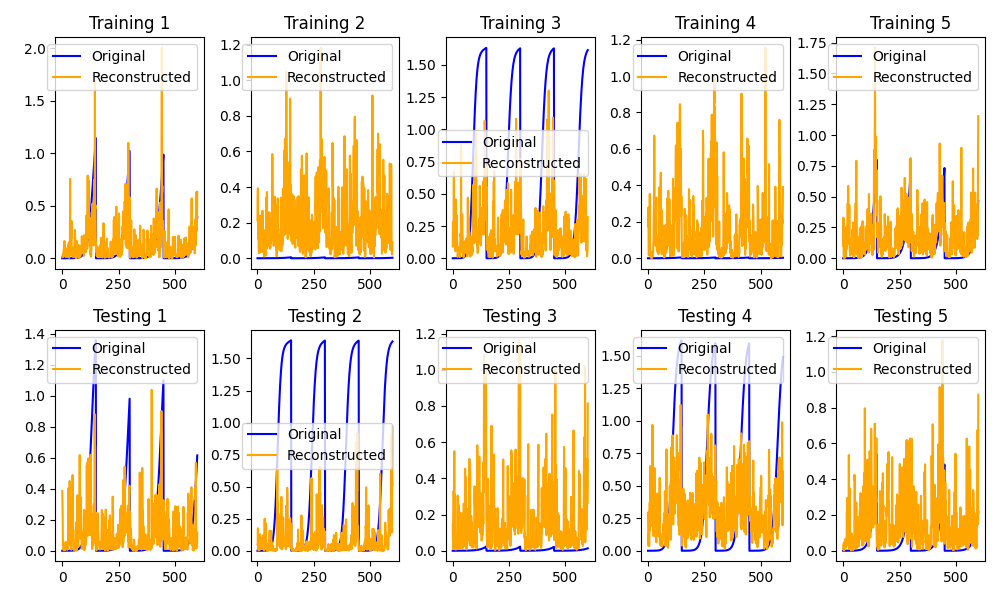 Training 1
2.0
1.5
1.0
0.5
0.0
0 250 500
Original
Reconstructed
Training 2
1.2
1.0
0.8
0.6
0.4
0.2
0.0
0 250 500
Original
Reconstructed
Training 3
1.50
1.25
1.00
0.75
0.50
0.25
0.00
0 250 500
Original
Reconstructed
Training 4
1.2
1.0
0.8
0.6
0.4
0.2
0.0
0 250 500
Original
Reconstructed
Training 5
1.75
1.50
1.25
1.00
0.75
0.50
0.25
0.00
0 250 500
Original
Reconstructed
Testing 1
1.4
1.2
1.0
0.8
0.6
0.4
0.2
0.0
0 250 500
Original
Reconstructed
Testing 2
1.50
1.25
1.00
0.75
0.50
0.25
0.00
0 250 500
Original
Reconstructed
Testing 3
1.2
1.0
0.8
0.6
0.4
0.2
0.0
0 250 500
Original
Reconstructed
Testing 4
1.50
1.25
1.00
0.75
0.50
0.25
0.00
0 250 500
Original
Reconstructed
Testing 5
1.2
1.0
0.8
0.6
0.4
0.2
0.0
0 250 500
Original
Reconstructed